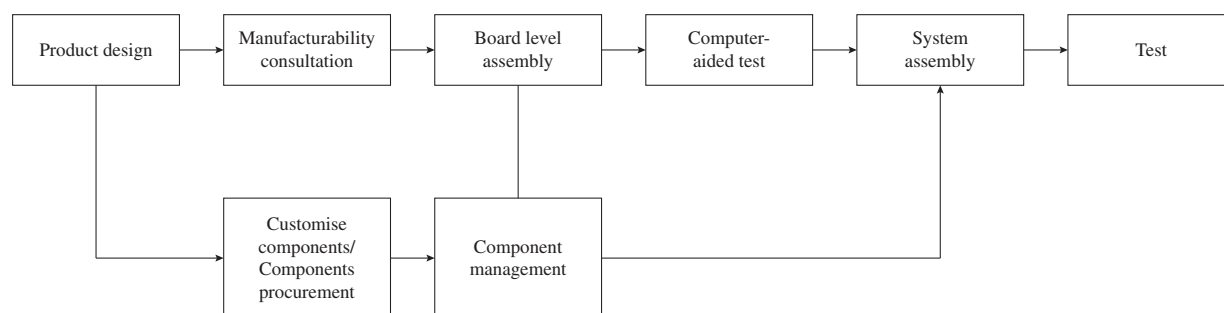 Product design
Manufacturability
consultation
Board level
assembly
Computer-
aided test
System
assembly
Test
Customise
components/
Components
procurement
Component
management